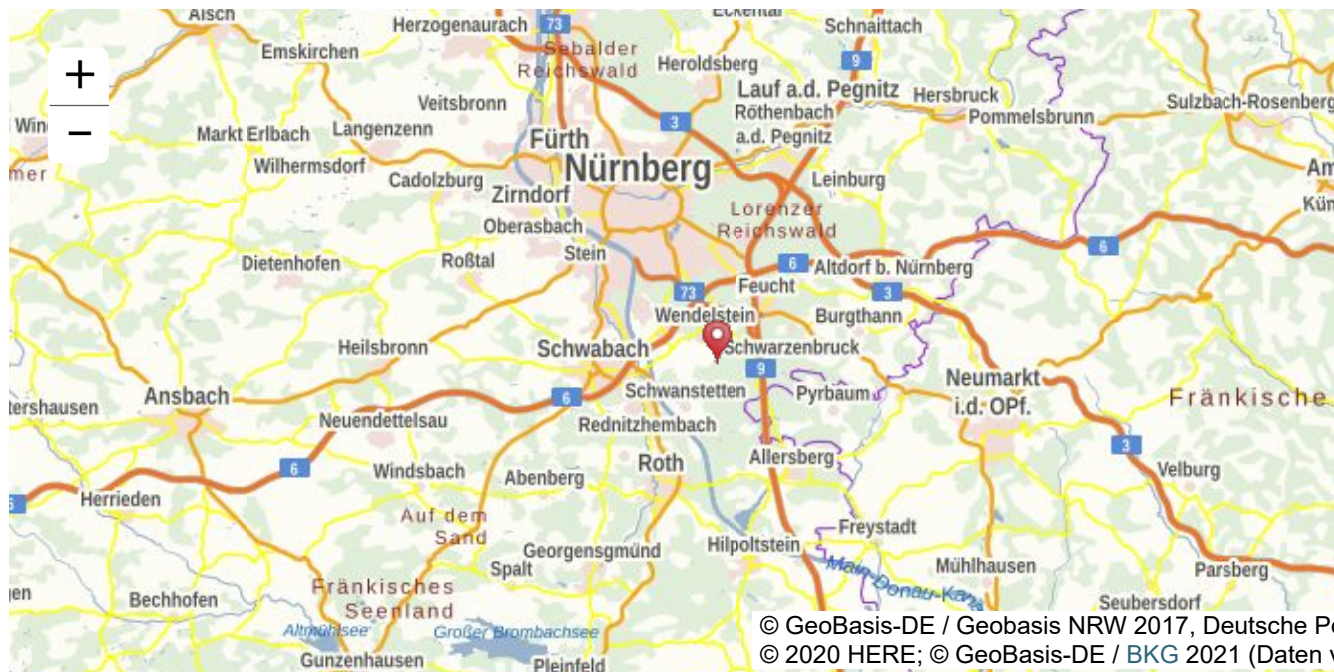 Aisch
Herzogenaurach
73
Eckental
Schnaittach
Emskirchen
Sebalder
Reichswald
Heroldsberg
9
+
Lauf a.d. Pegnitz
Hersbruck
Veitsbronn
Röthenbach
a.d. Pegnitz
Sulzbach-Rosenberg
Pommelsbrunn
−
Markt Erlbach
Langenzenn
Fürth
3
Wilhermsdorf
Nürnberg
Cadolzburg
Zirndorf
Leinburg
Lorenzer
Reichswald
Oberasbach
Stein
6
Dietenhofen
Roßtal
6
Altdorf b. Nürnberg
Feucht
73
3
Wendelstein
Burgthann
Heilsbronn
Schwabach
Schwarzenbruck
9
Ansbach
6
Schwanstetten
Pyrbaum
Neumarkt
i.d. OPf.
Fränkische
Neuendettelsau
Rednitzhembach
3
6
Windsbach
Abenberg
Roth
Allersberg
Velburg
Herrieden
Auf dem
Sand
Freystadt
Georgensgmünd
Hilpoltstein
Spalt
Main-Donau-Kana
Mühlhausen
Parsberg
Fränkisches
Seenland
Bechhofen
Seubersdorf
Altmühlsee
Großer Brombachsee
Gunzenhausen
Pleinfeld
© GeoBasis-DE / Geobasis NRW 2017, Deutsche Po
© 2020 HERE; © GeoBasis-DE / BKG 2021 (Daten v